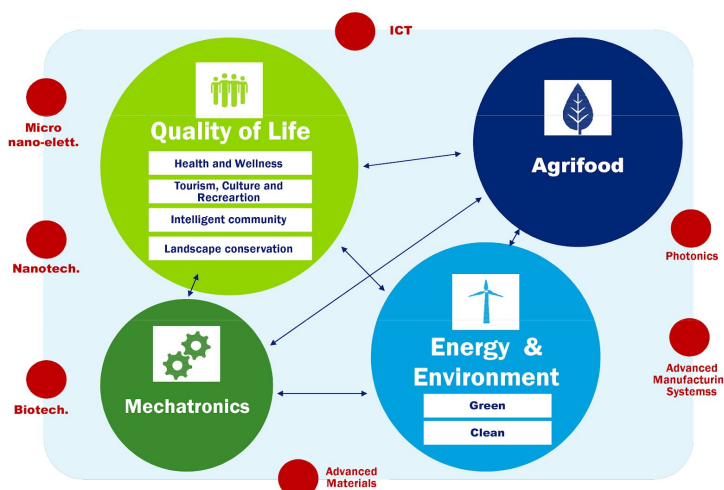 ICT
Micro
nano-elett.
Quality of Life
Health and Wellness
Tourism, Culture and
Recreartion
Intelligent community
Landscape conservation
Agrifood
Nanotech.
Photonics
Energy &
Environment
Green
Clean
Mechatronics
Biotech.
Advanced
Manufacturin
Systemss
Advanced
Materials